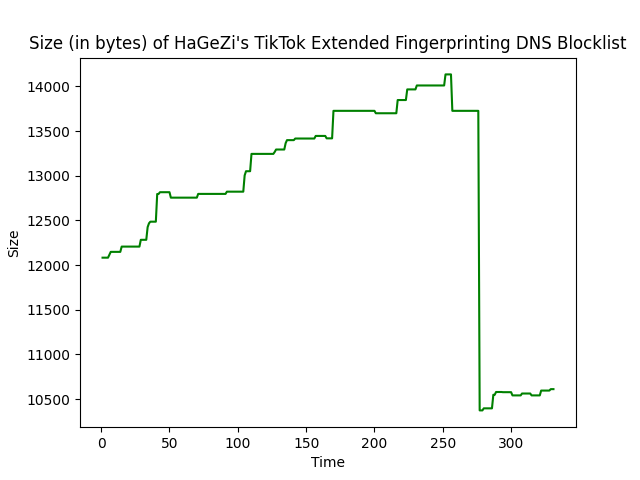 Size (in bytes) of HaGeZi's TikTok Extended Fingerprinting DNS Blocklist
14000
13500
13000
12500
12000
11500
11000
10500
Size
0 50 100 150 200 250 300
Time